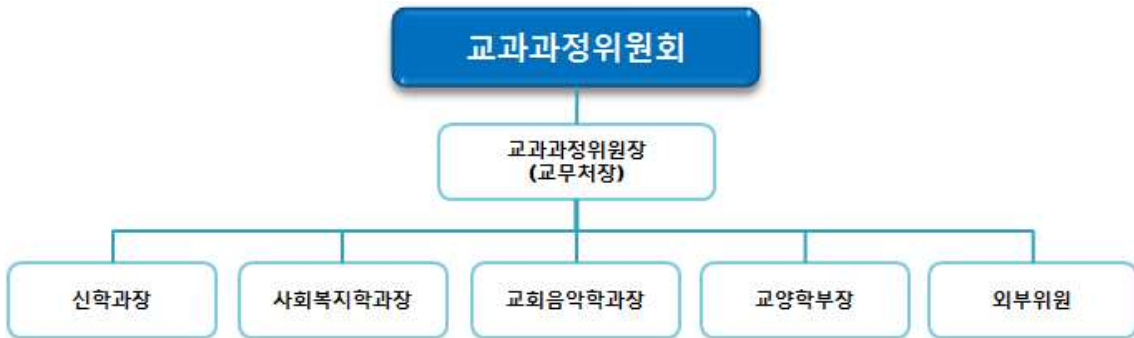 교과과정위원회
교과과정위원장
(교무처장)
신학과장
사회복지학과장
교회음악학과장
교양학부장
외부위원